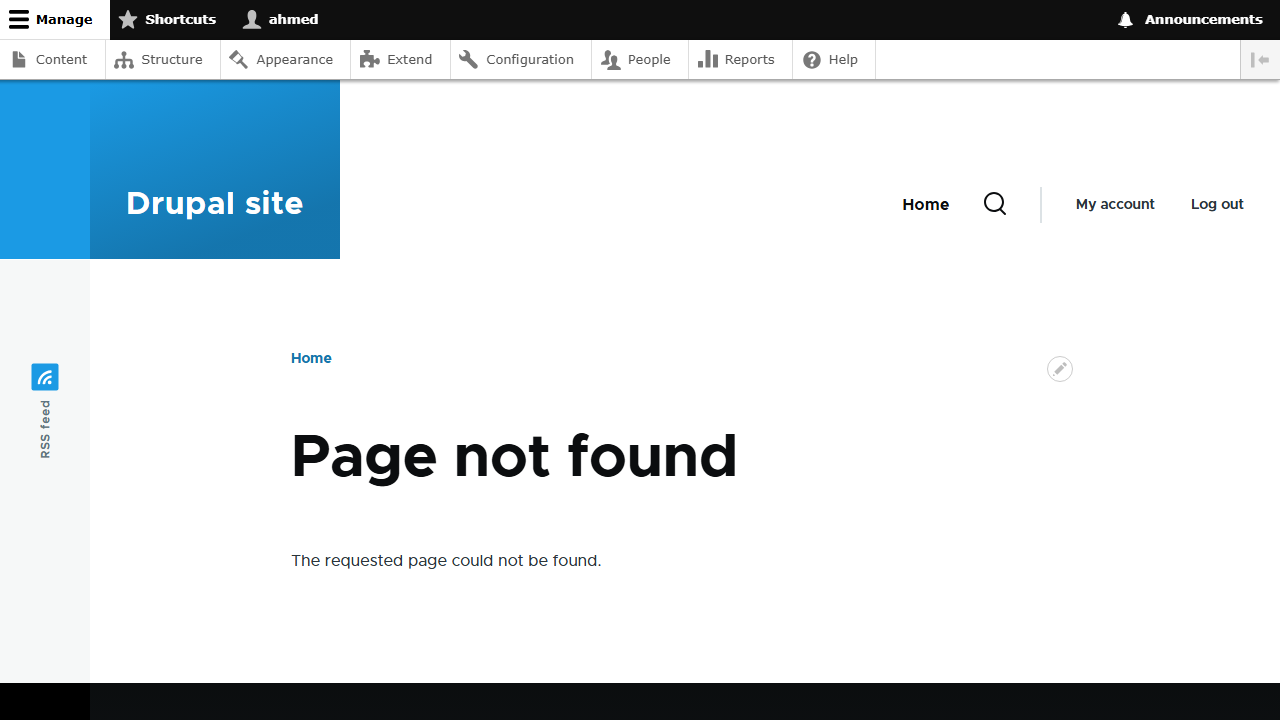 Manage
Shortcuts
ahmed
Announcements
Content
Structure
Appearance
Extend
Configuration
People
Reports
Help
Drupal site
Home
My account
Log out
RSS feed
Home
Page not found
The requested page could not be found.